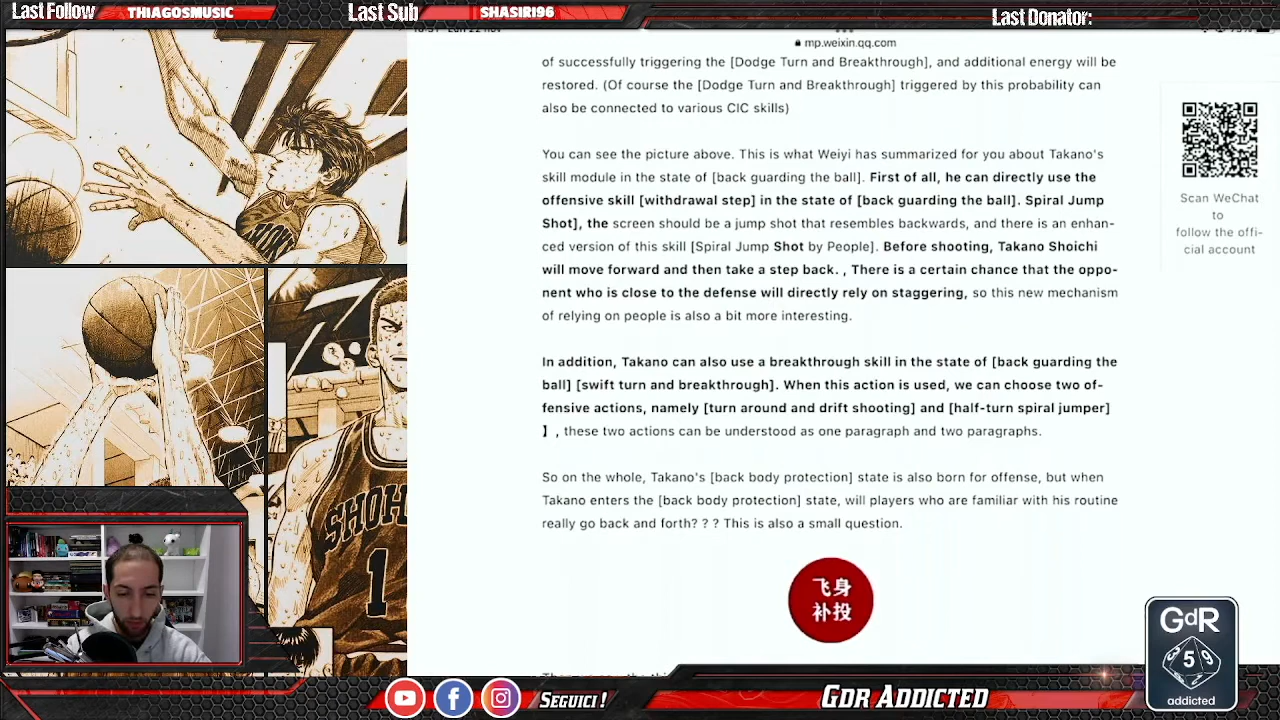 Last Follow
THIAGOSMUSIC
Last Sub
SHASIRI96
Last Donator:
mp.weixin.qq.com
of successfully triggering the [Dodge Turn and Breakthrough], and additional energy will be
restored. (Of course the [Dodge Turn and Breakthrough] triggered by this probability can
also be connected to various CIC skills)
You can see the picture above. This is what Weiyi has summarized for you about Takano's
skill module in the state of [back guarding the ball]. First of all, he can directly use the
offensive skill [withdrawal step] in the state of [back guarding the ball]. Spiral Jump
Shot], the screen should be a jump shot that resembles backwards, and there is an enhan-
ced version of this skill [Spiral Jump Shot by People]. Before shooting, Takano Shoichi
will move forward and then take a step back. , There is a certain chance that the oppo-
nent who is close to the defense will directly rely on staggering, so this new mechanism
of relying on people is also a bit more interesting.
In addition, Takano can also use a breakthrough skill in the state of [back guarding the
ball] [swift turn and breakthrough]. When this action is used, we can choose two of-
fensive actions, namely [turn around and drift shooting] and [half-turn spiral jumper]
】 , these two actions can be understood as one paragraph and two paragraphs.
So on the whole, Takano's [back body protection] state is also born for offense, but when
Takano enters the [back body protection] state, will players who are familiar with his routine
really go back and forth? ? ? This is also a small question.
飞身
补投
Scan WeChat
to
follow the offi-
cial account
SHOH
1
GdR
5
9
addicted
Seguici !
GdR Addicted